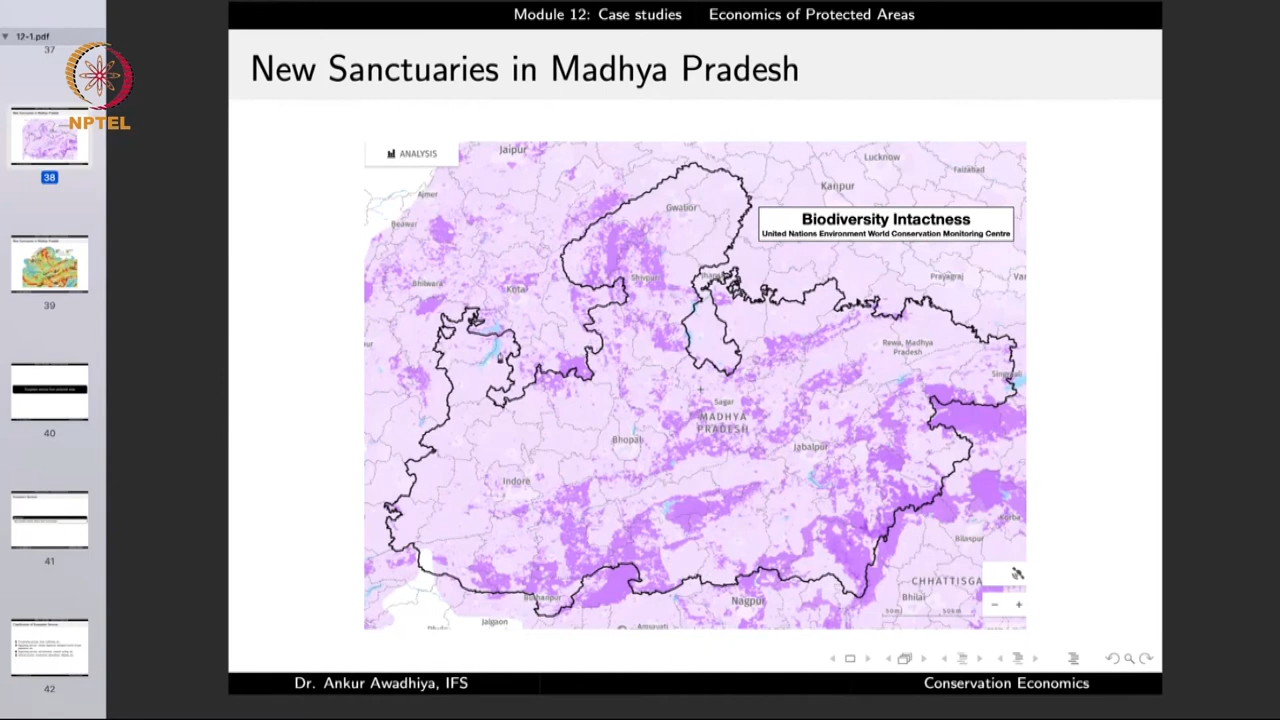 Module 12: Case studies Economics of Protected Areas
12-1.pdf
37
NPTEL
38
39
40
41
42
New Sanctuaries in Madhya Pradesh
ANALYSIS
Jaipur
Lucknow
Faizabad
Ajmer
Kanpur
Gwalior
Biodiversity Intactness
United Nations Environment World Conservation Monitoring Centre
Beawar
Shivpuri
Prayagraj
Bhilwara
Kota
Rewa, Madhya
Pradesh
Sagar
MADHYA
PRADESH
Bhopal
Jabalpur
Indore
Korba
Bilaspur
CHHATTISGA
Bhilai
Burhanpur
Nagpur
Jalgaon
Dr. Ankur Awadhiya, IFS
Conservation Economics